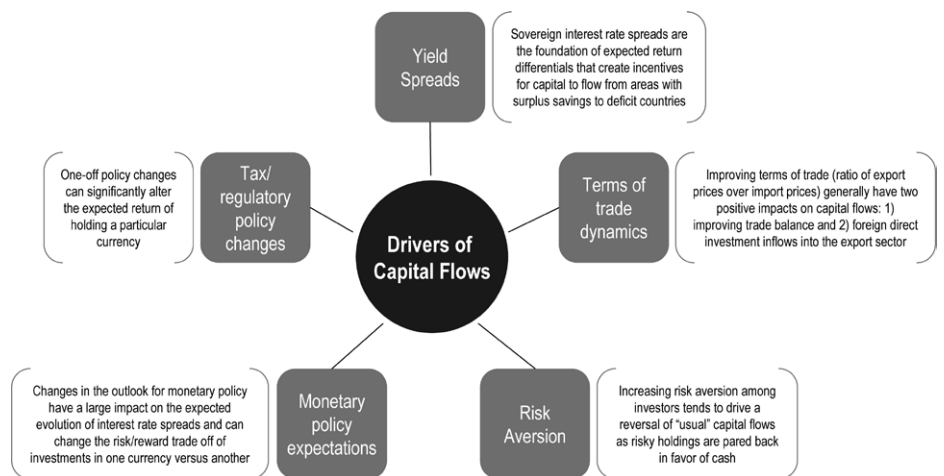 Yield
Spreads
Sovereign interest rate spreads are
the foundation of expected return
differentials that create incentives
for capital to flow from areas with
surplus savings to deficit countries
One-off policy changes
can significantly alter
the expected return of
holding a particular
currency
Tax/
regulatory
policy
changes
Drivers of
Capital Flows
Terms of
trade
dynamics
Improving terms of trade (ratio of export
prices over import prices) generally have two
positive impacts on capital flows: 1)
improving trade balance and 2) foreign direct
investment inflows into the export sector
Changes in the outlook for monetary policy
have a large impact on the expected
evolution of interest rate spreads and can
change the risk/reward trade off of
investments in one currency versus another
Monetary
policy
expectations
Risk
Aversion
Increasing risk aversion among
investors tends to drive a
reversal of “usual” capital flows
as risky holdings are pared back
in favor of cash